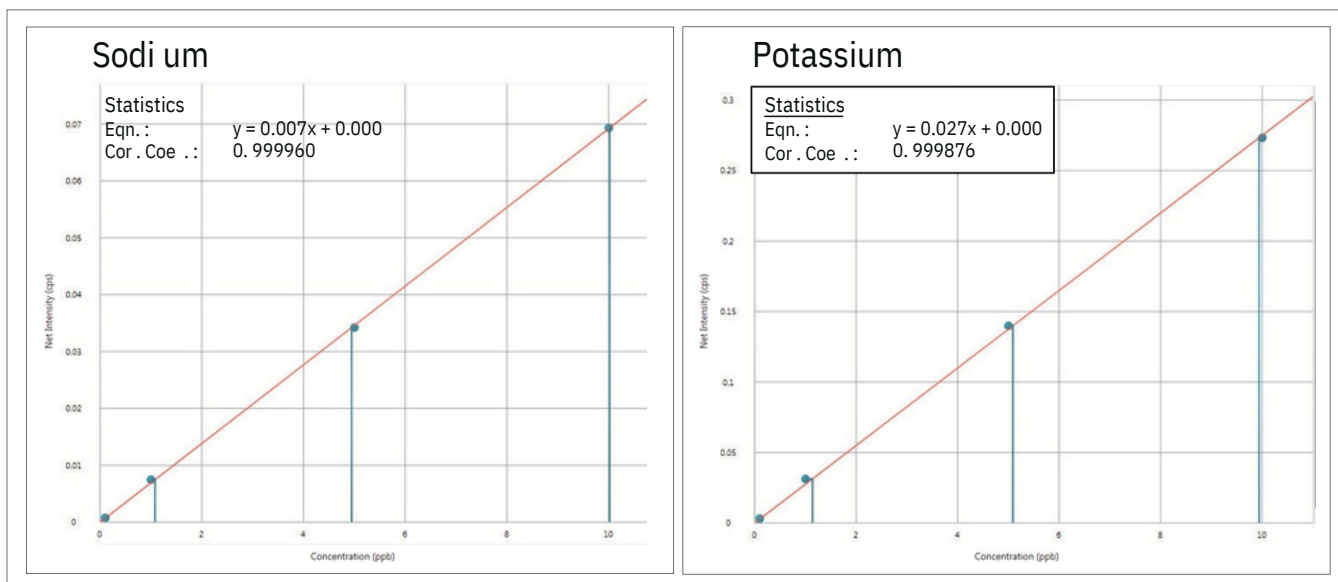 Sodi um
Statistics
Eqn. : y = 0.007x + 0.000
Cor . Coe . : 0. 999960
0.07
0.06
0.05
0.04
0.03
0.02
0.01
0
Net Intensity (cps)
0 2 4 6 8 10
Concentration (ppb)
Potassium
Statistics
Eqn. : y = 0.027x + 0.000
Cor . Coe . : 0. 999876
0.3
0.25
0.2
0.15
0.1
0.05
0
Net Intensity (cps)
0 2 4 6 8 10
Concentration (ppb)